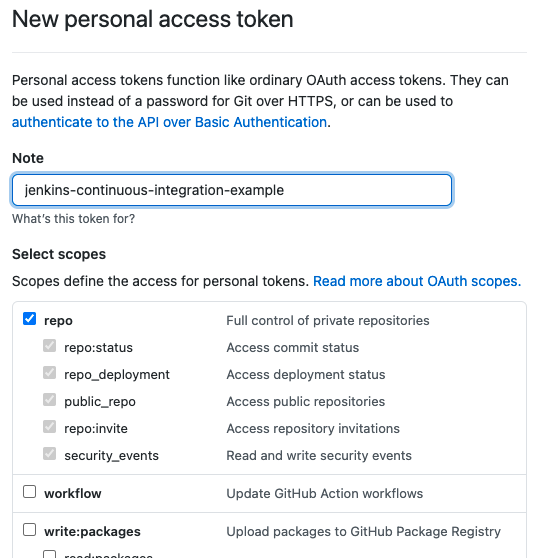 New personal access token
Personal access tokens function like ordinary OAuth access tokens. They can
be used instead of a password for Git over HTTPS, or can be used to
authenticate to the API over Basic Authentication.
Note
jenkins-continuous-integration-example
What's this token for?
Select scopes
Scopes define the access for personal tokens. Read more about OAuth scopes.
repo Full control of private repositories
repo:status Access commit status
repo_deployment Access deployment status
public_repo Access public repositories
repo:invite Access repository invitations
security_events Read and write security events
workflow Update GitHub Action workflows
write:packages Upload packages to GitHub Package Registry
read:packages